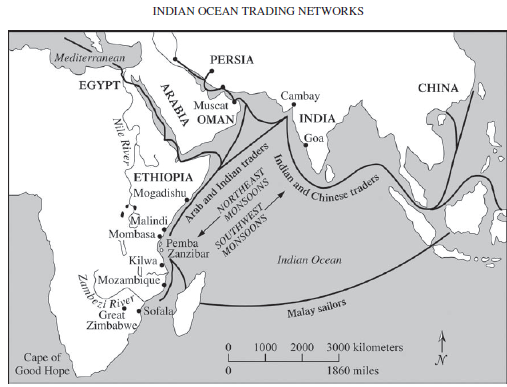 INDIAN OCEAN TRADING NETWORKS
Mediterranean
PERSIA
EGYPT
ARABIA
Muscat
OMAN
Cambay
INDIA
CHINA
Goa
Nile River
ETHIOPIA
Mogadishu
Arab and Indian traders
NORTHEAST
MONSOONS
SOUTHWEST
MONSOONS
Indian and Chinese traders
Malindi
Mombasa
Pemba
Zanzibar
Kilwa
Indian Ocean
Mozambique
Zambezi River
Great
Zimbabwe
Sofala
Malay sailors
Cape of
Good Hope
0 1000 2000 3000 kilometers
0 1860 miles
N